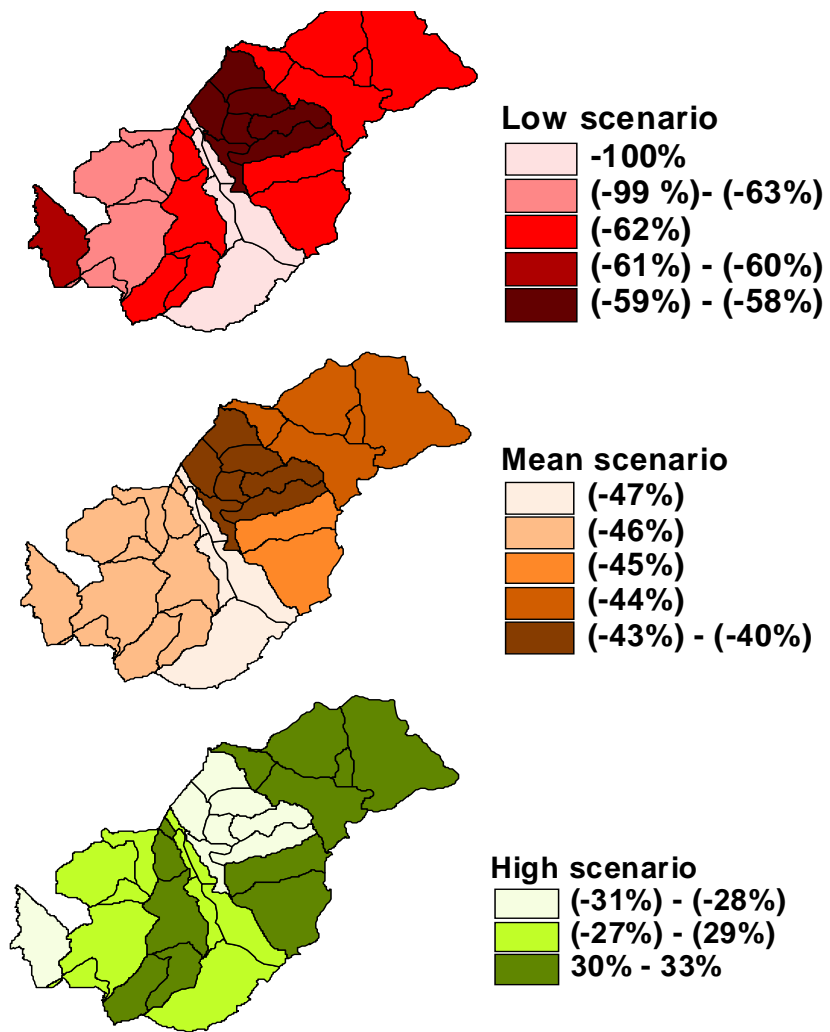 Low scenario
-100%
(-99 %)- (-63%)
(-62%)
(-61%) - (-60%)
(-59%) - (-58%)
Mean scenario
(-47%)
(-46%)
(-45%)
(-44%)
(-43%) - (-40%)
High scenario
(-31%) - (-28%)
(-27%) - (29%)
30% - 33%